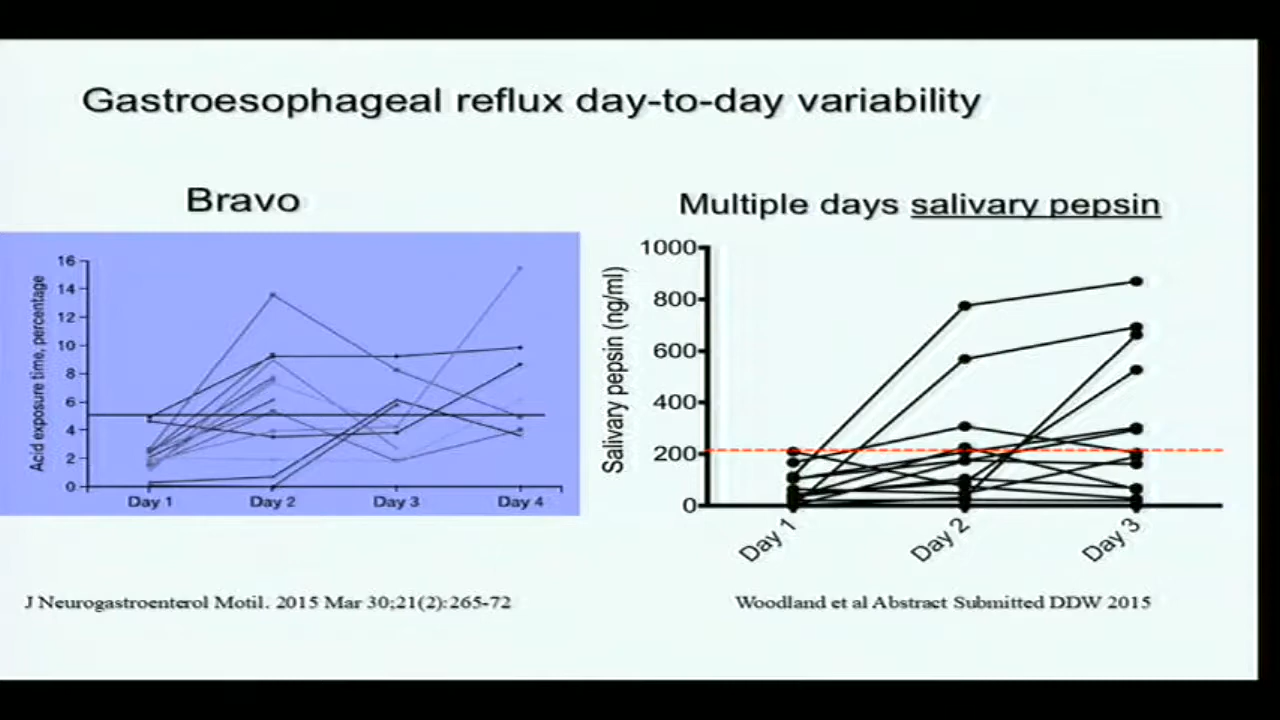 Gastroesophageal reflux day-to-day variability
Bravo
Acid exposure time, percentage
16
14
12
10
8
6
4
2
0
Day 1
Day 2
Day 3
Day 4
J Neurogastroenterol Motil. 2015 Mar 30;21(2):265-72
Multiple days salivary pepsin
Salivary pepsin (ng/ml)
1000
800
600
400
200
0
Day 1
Day 2
Day 3
Woodland et al Abstract Submitted DDW 2015